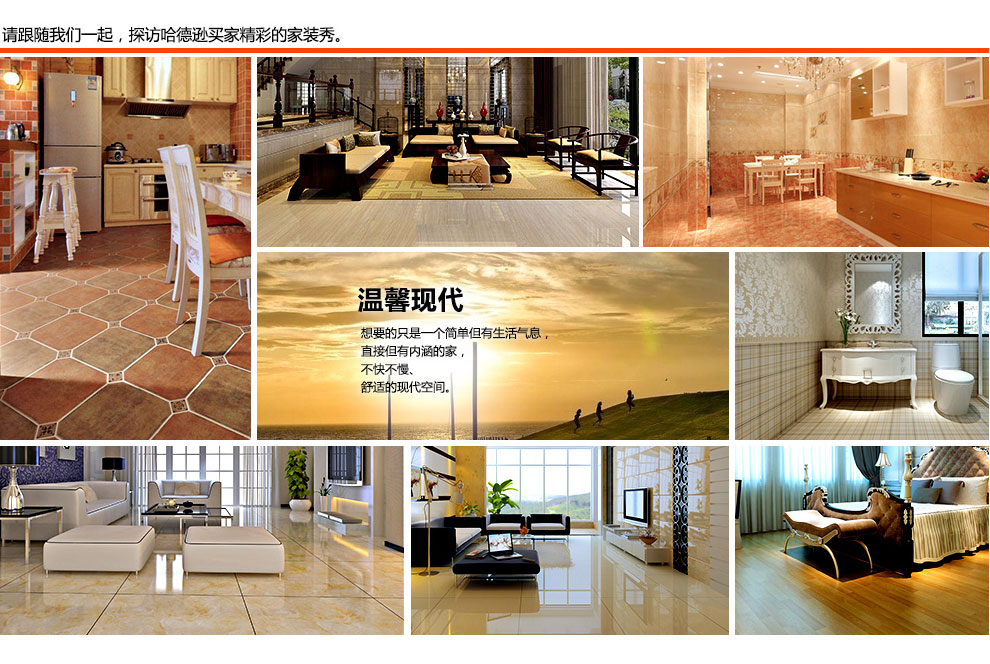 请跟随我们一起，探访哈德逊买家精彩的家装秀。
温馨现代
想要的只是一个简单但有生活气息，
直接但有内涵的家，
不快不慢、
舒适的现代空间。